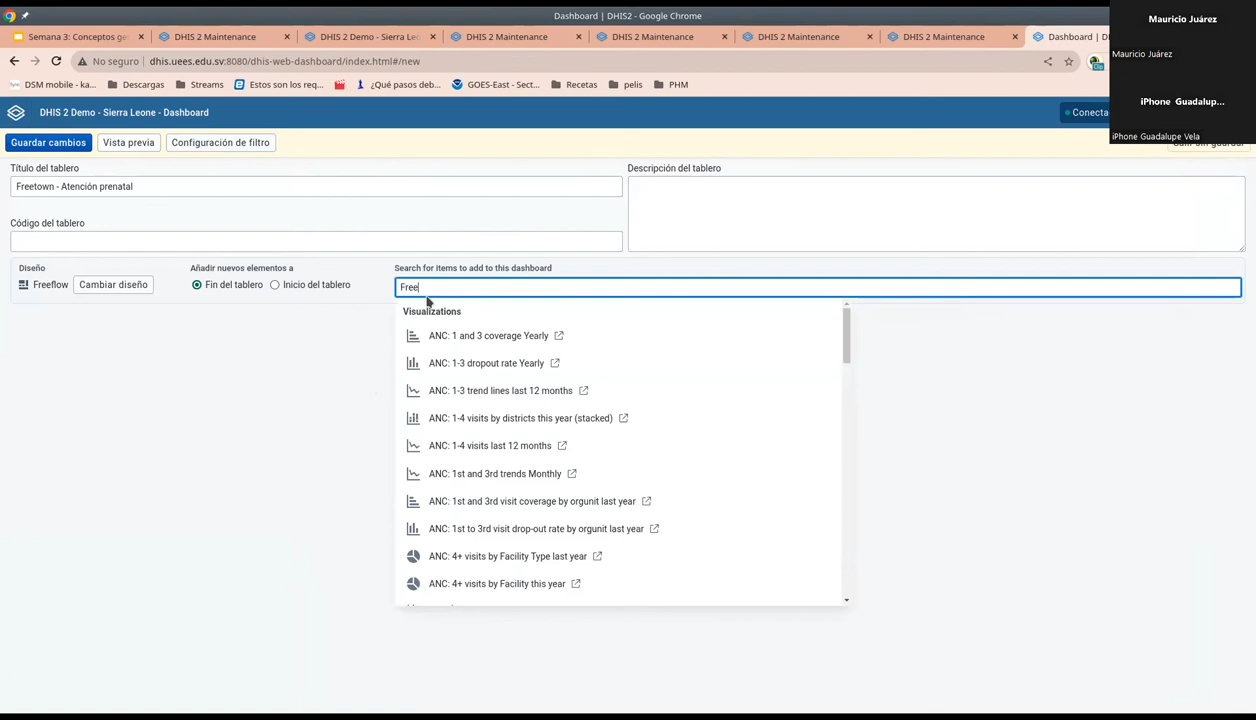 Dashboard | DHIS2 - Google Chrome
Semana 3: Conceptos ge
DHIS 2 Maintenance
DHIS 2 Demo - Sierra Leone
DHIS 2 Maintenance
DHIS 2 Maintenance
DHIS 2 Maintenance
DHIS 2 Maintenance
Dashboard | DHIS2
No seguro
dhis.uees.edu.sv:8080/dhis-web-dashboard/index.html#/new
DSM mobile - ka...
Descargas
Streams
Estos son los req...
¿Qué pasos deb...
GOES-East - Sect...
Recetas
pelis
PHM
Mauricio Juárez
Mauricio Juárez
iPhone Guadalup...
iPhone Guadalupe Vela
DHIS 2 Demo - Sierra Leone - Dashboard
Conecta
Guardar cambios
Vista previa
Configuración de filtro
Título del tablero
Descripción del tablero
Freetown - Atención prenatal
Código del tablero
Diseño
Freeflow
Cambiar diseño
Añadir nuevos elementos a
Fin del tablero
Inicio del tablero
Search for items to add to this dashboard
Free
Visualizations
ANC: 1 and 3 coverage Yearly
ANC: 1-3 dropout rate Yearly
ANC: 1-3 trend lines last 12 months
ANC: 1-4 visits by districts this year (stacked)
ANC: 1-4 visits last 12 months
ANC: 1st and 3rd trends Monthly
ANC: 1st and 3rd visit coverage by orgunit last year
ANC: 1st to 3rd visit drop-out rate by orgunit last year
ANC: 4+ visits by Facility Type last year
ANC: 4+ visits by Facility this year